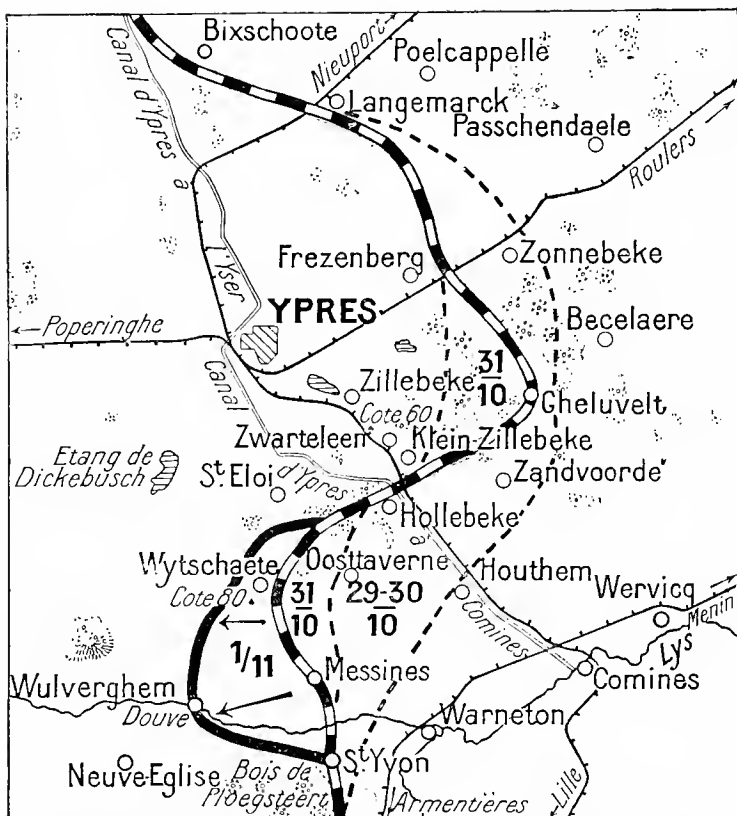 Bixschoote
Nieuport
Poelcappelle
Langemarck
Passchendaele
Canal d'Ypres à
l'Yser
Roulers
Frezenberg
Zonnebeke
YPRES
Poperinghe
Becelaere
31
10
Zillebeke
Cote 60
Gheluvelt
Zwarteleen
Klein-Zillebeke
Canal
d'Ypres
à
Comines
Etang de
Dickebüsch
St Eloi
Zandvoorde
Hollebeke
Wytschaete
Oosttaverne
Houthem
Cote 80
31
10
29-30
10
Wervicq
Menin
1/11
Lys
Messines
Comines
Wulverghem
Douve
Warneton
St Yvon
Neuve-Eglise
Bois de
Ploegsteert
Armentières
Lille